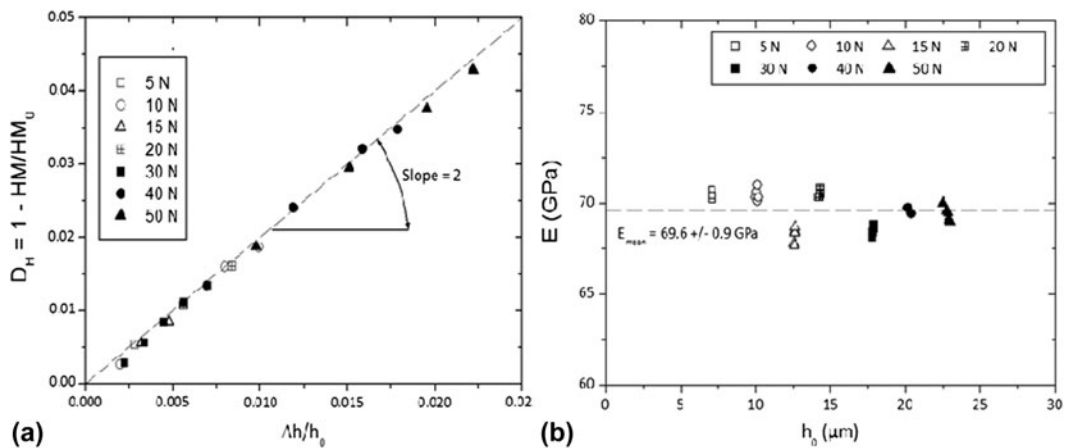 0.05
0.04
0.03
0.02
0.01
0.00
D_H = 1 - HM/HM_u
5 N
10 N
15 N
20 N
30 N
40 N
50 N
Slope = 2
0.000
0.005
0.010
0.015
0.020
0.02
Δh/h_0
(a)
80
75
70
65
60
E (GPa)
5 N
10 N
15 N
20 N
30 N
40 N
50 N
E_mean = 69.6 +/- 0.9 GPa
0
5
10
15
20
25
30
h_0 (μm)
(b)